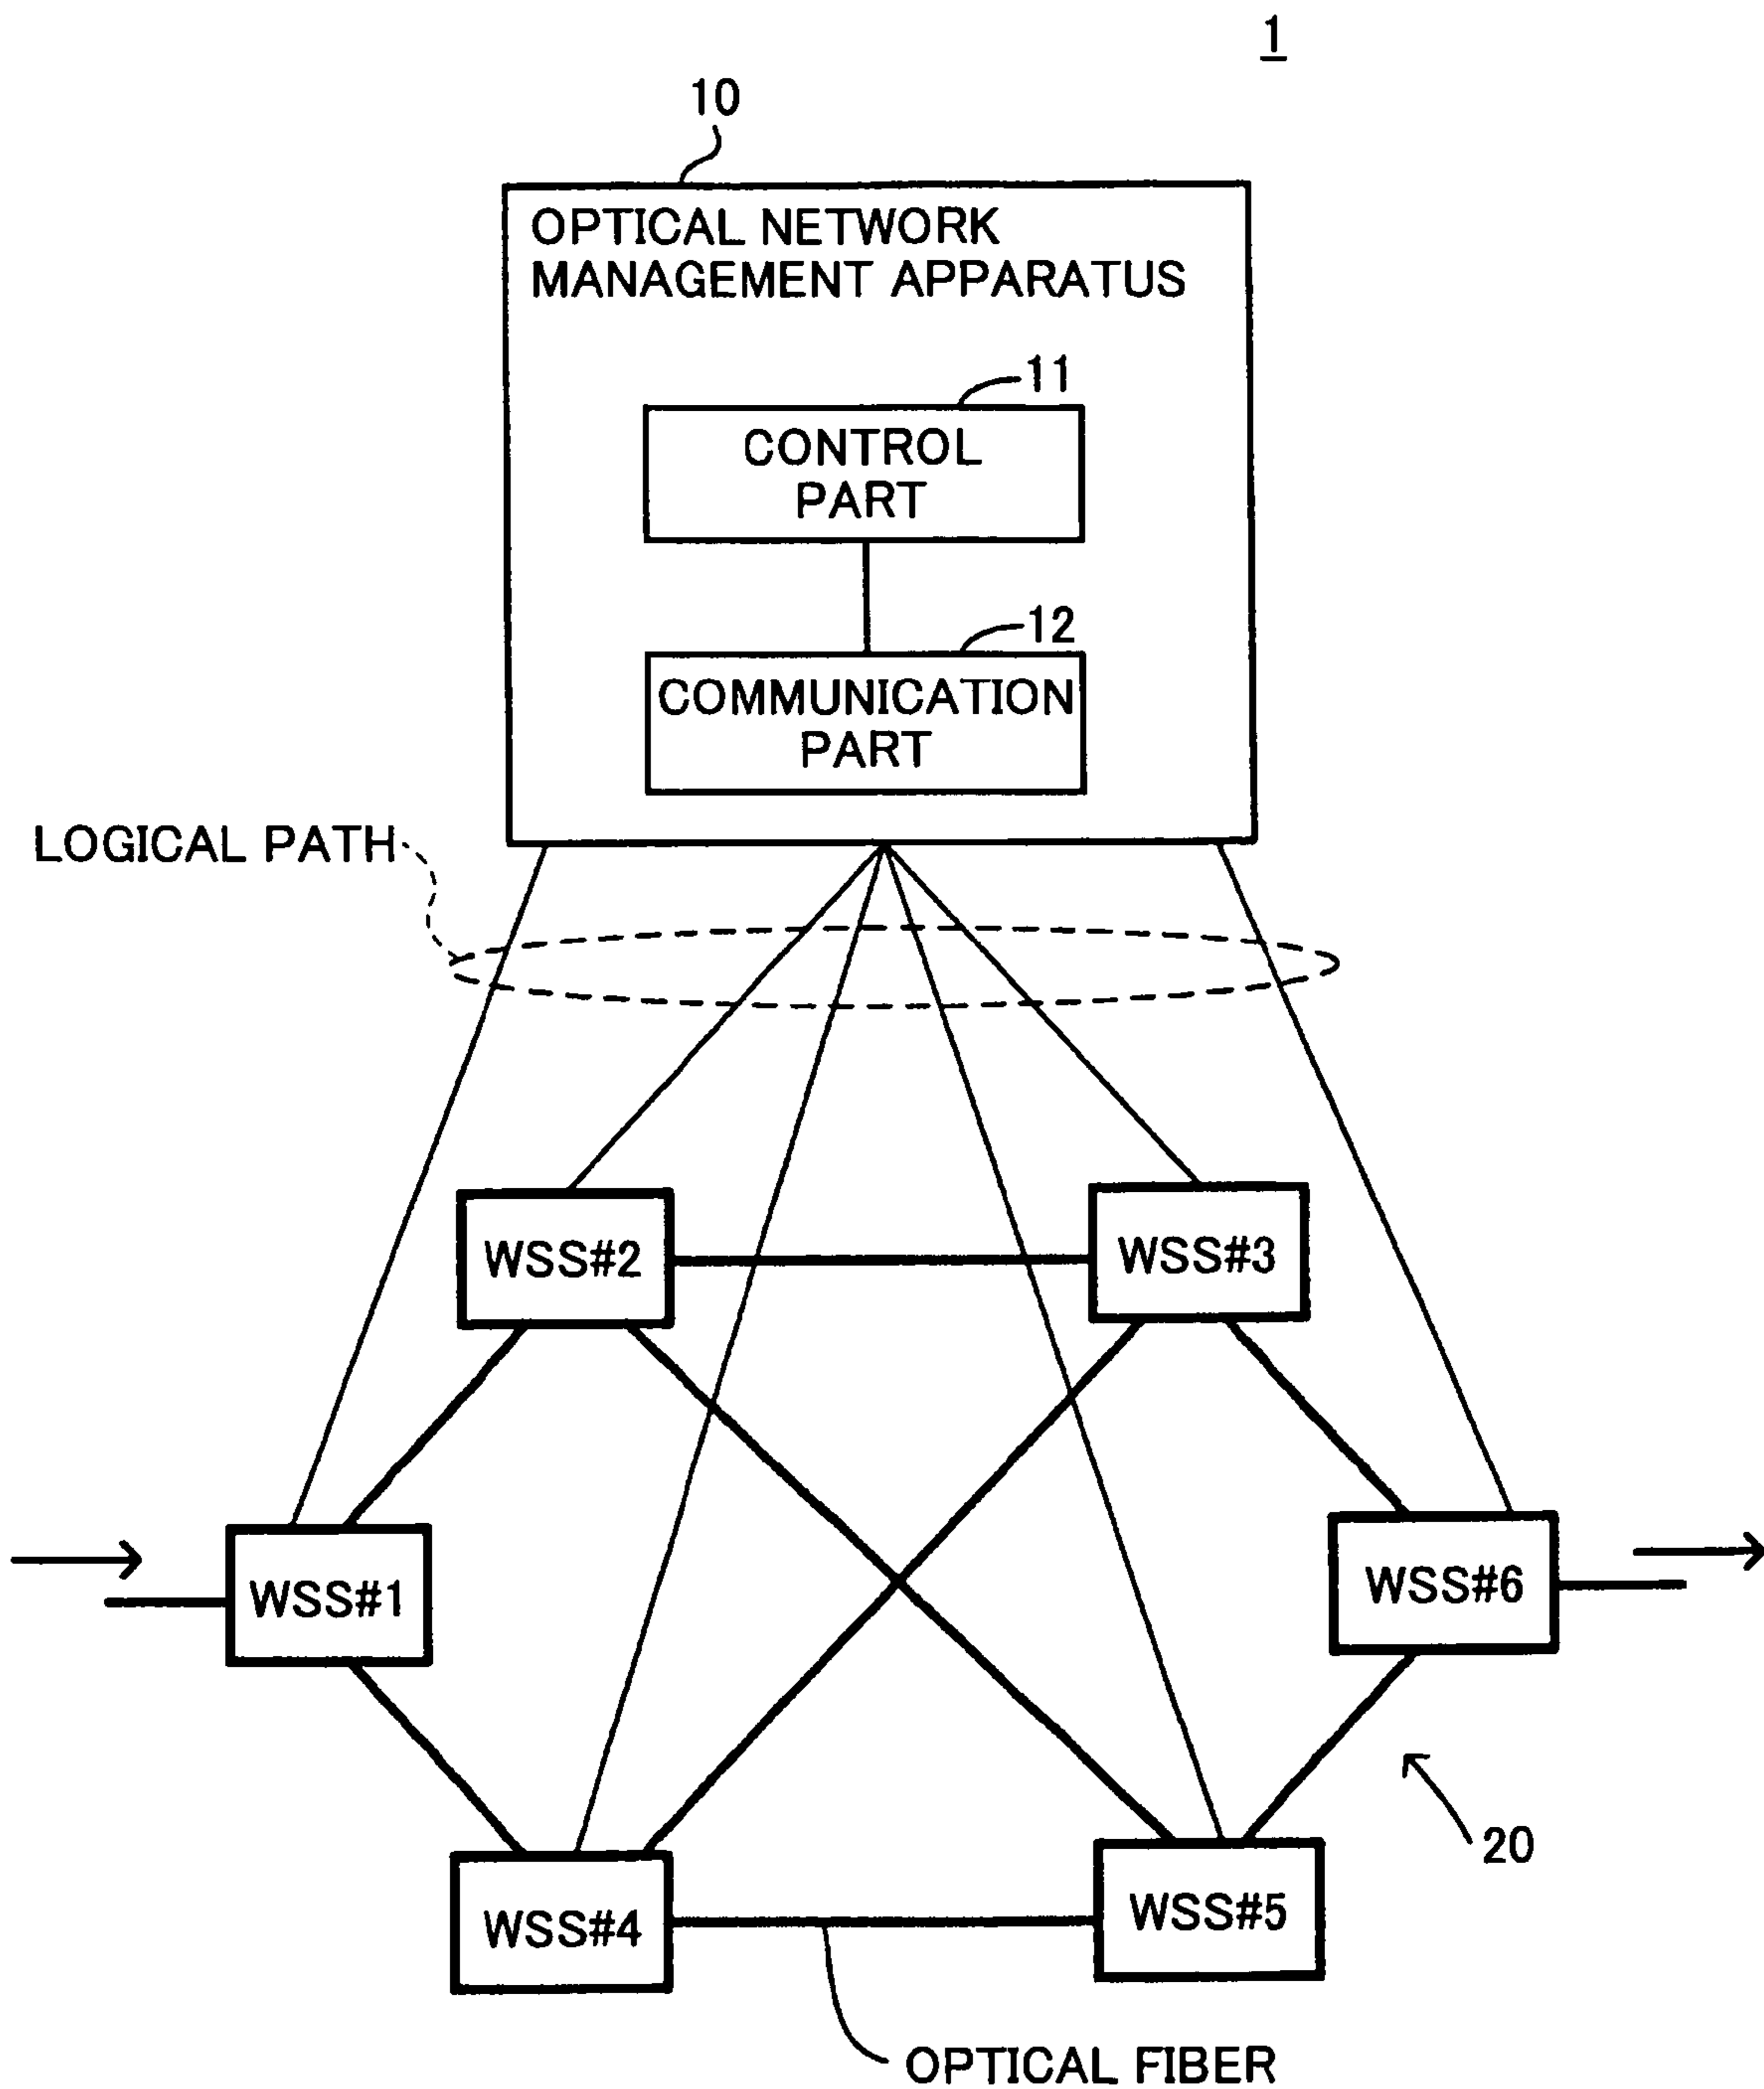 1
10
OPTICAL NETWORK
MANAGEMENT APPARATUS
11
CONTROL
PART
12
COMMUNICATION
PART
LOGICAL PATH
WSS#2
WSS#3
WSS#1
WSS#6
20
WSS#4
WSS#5
OPTICAL FIBER